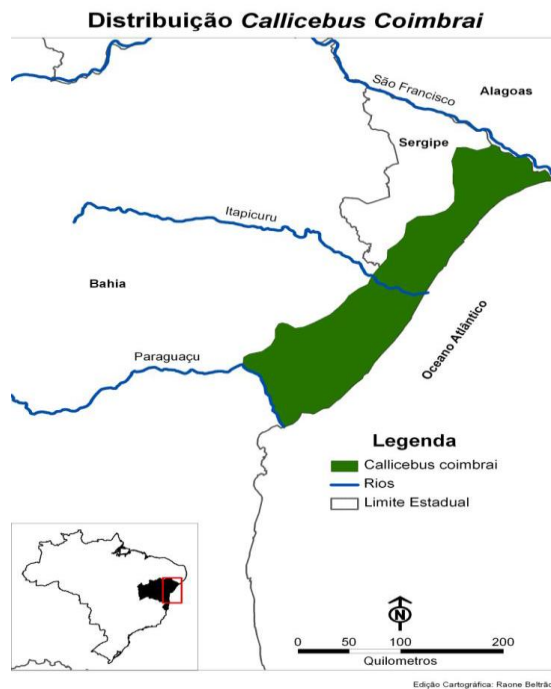 Distribuição Callicebus Coimbrai
São Francisco
Alagoas
Sergipe
Itapicuru
Bahia
Oceano Atlântico
Paraguaçu
Legenda
Callicebus coimbrai
Rios
Limite Estadual
N
0 50 100 200
Quilometros
Edição Cartográfica: Raone Beltrão